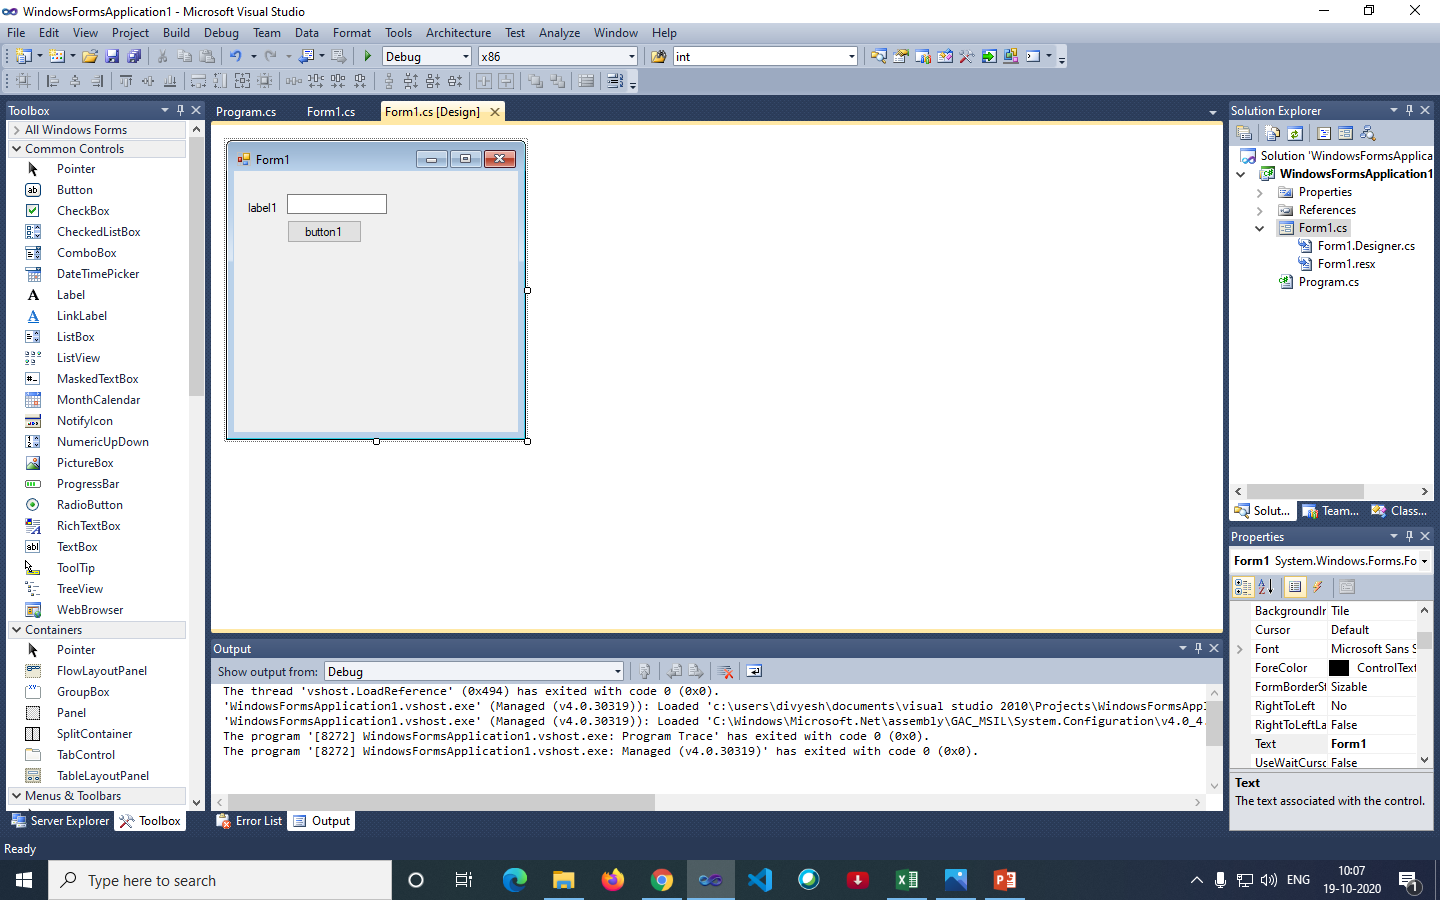 WindowsFormsApplication1 - Microsoft Visual Studio
File Edit View Project Build Debug Team Data Format Tools Architecture Test Analyze Window Help
Debug x86 int
Toolbox
All Windows Forms
Common Controls
Pointer
Button
CheckBox
CheckedListBox
ComboBox
DateTimePicker
Label
LinkLabel
ListBox
ListView
MaskedTextBox
MonthCalendar
NotifyIcon
NumericUpDown
PictureBox
ProgressBar
RadioButton
RichTextBox
TextBox
ToolTip
TreeView
WebBrowser
Containers
Pointer
FlowLayoutPanel
GroupBox
Panel
SplitContainer
TabControl
TableLayoutPanel
Menus & Toolbars
Server Explorer Toolbox
Program.cs Form1.cs Form1.cs [Design]
Form1
label1
button1
Output
Show output from: Debug
The thread 'vshost.LoadReference' (0x494) has exited with code 0 (0x0).
'WindowsFormsApplication1.vshost.exe' (Managed (v4.0.30319)): Loaded 'c:\users\divyesh\documents\visual studio 2010\Projects\WindowsFormsAppl
'WindowsFormsApplication1.vshost.exe' (Managed (v4.0.30319)): Loaded 'C:\Windows\Microsoft.Net\assembly\GAC_MSIL\System.Configuration\v4.0_4.
The program '[8272] WindowsFormsApplication1.vshost.exe: Program Trace' has exited with code 0 (0x0).
The program '[8272] WindowsFormsApplication1.vshost.exe: Managed (v4.0.30319)' has exited with code 0 (0x0).
Error List Output
Solution Explorer
Solution 'WindowsFormsApplica
WindowsFormsApplication1
Properties
References
Form1.cs
Form1.Designer.cs
Form1.resx
Program.cs
Solut... Team... Class...
Properties
Form1 System.Windows.Forms.Fo
BackgroundIr Tile
Cursor Default
Font Microsoft Sans S
ForeColor ControlText
FormBorderSt Sizable
RightToLeft No
RightToLeftLa False
Text Form1
UseWaitCurso False
Text
The text associated with the control.
Ready
Type here to search
ENG
10:07
19-10-2020
1